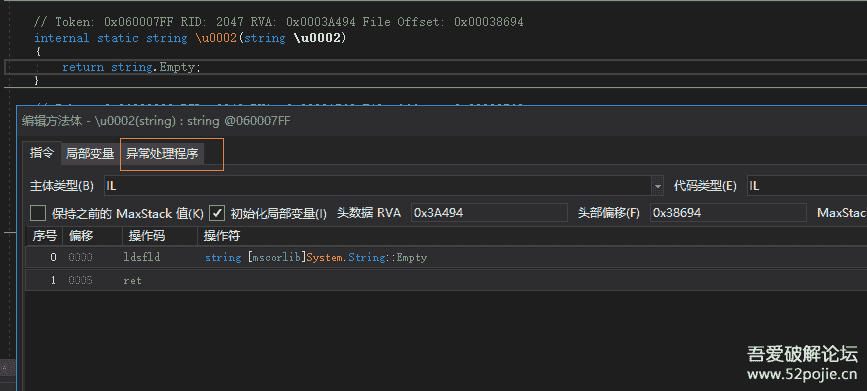 // Token: 0x060007FF RID: 2047 RVA: 0x0003A494 File Offset: 0x00038694
internal static string \u0002(string \u0002)
{
return string.Empty;
}
编辑方法体 - \u0002(string) : string @060007FF
指令 局部变量 异常处理程序
主体类型(B) IL 代码类型(E) IL
保持之前的 MaxStack 值(K) 初始化局部变量(I) 头数据 RVA 0x3A494 头部偏移(F) 0x38694 MaxStac
序号 偏移 操作码 操作符
0 0000 ldsfld string [mscorlib]System.String::Empty
1 0005 ret
吾爱破解论坛
www.52pojie.cn